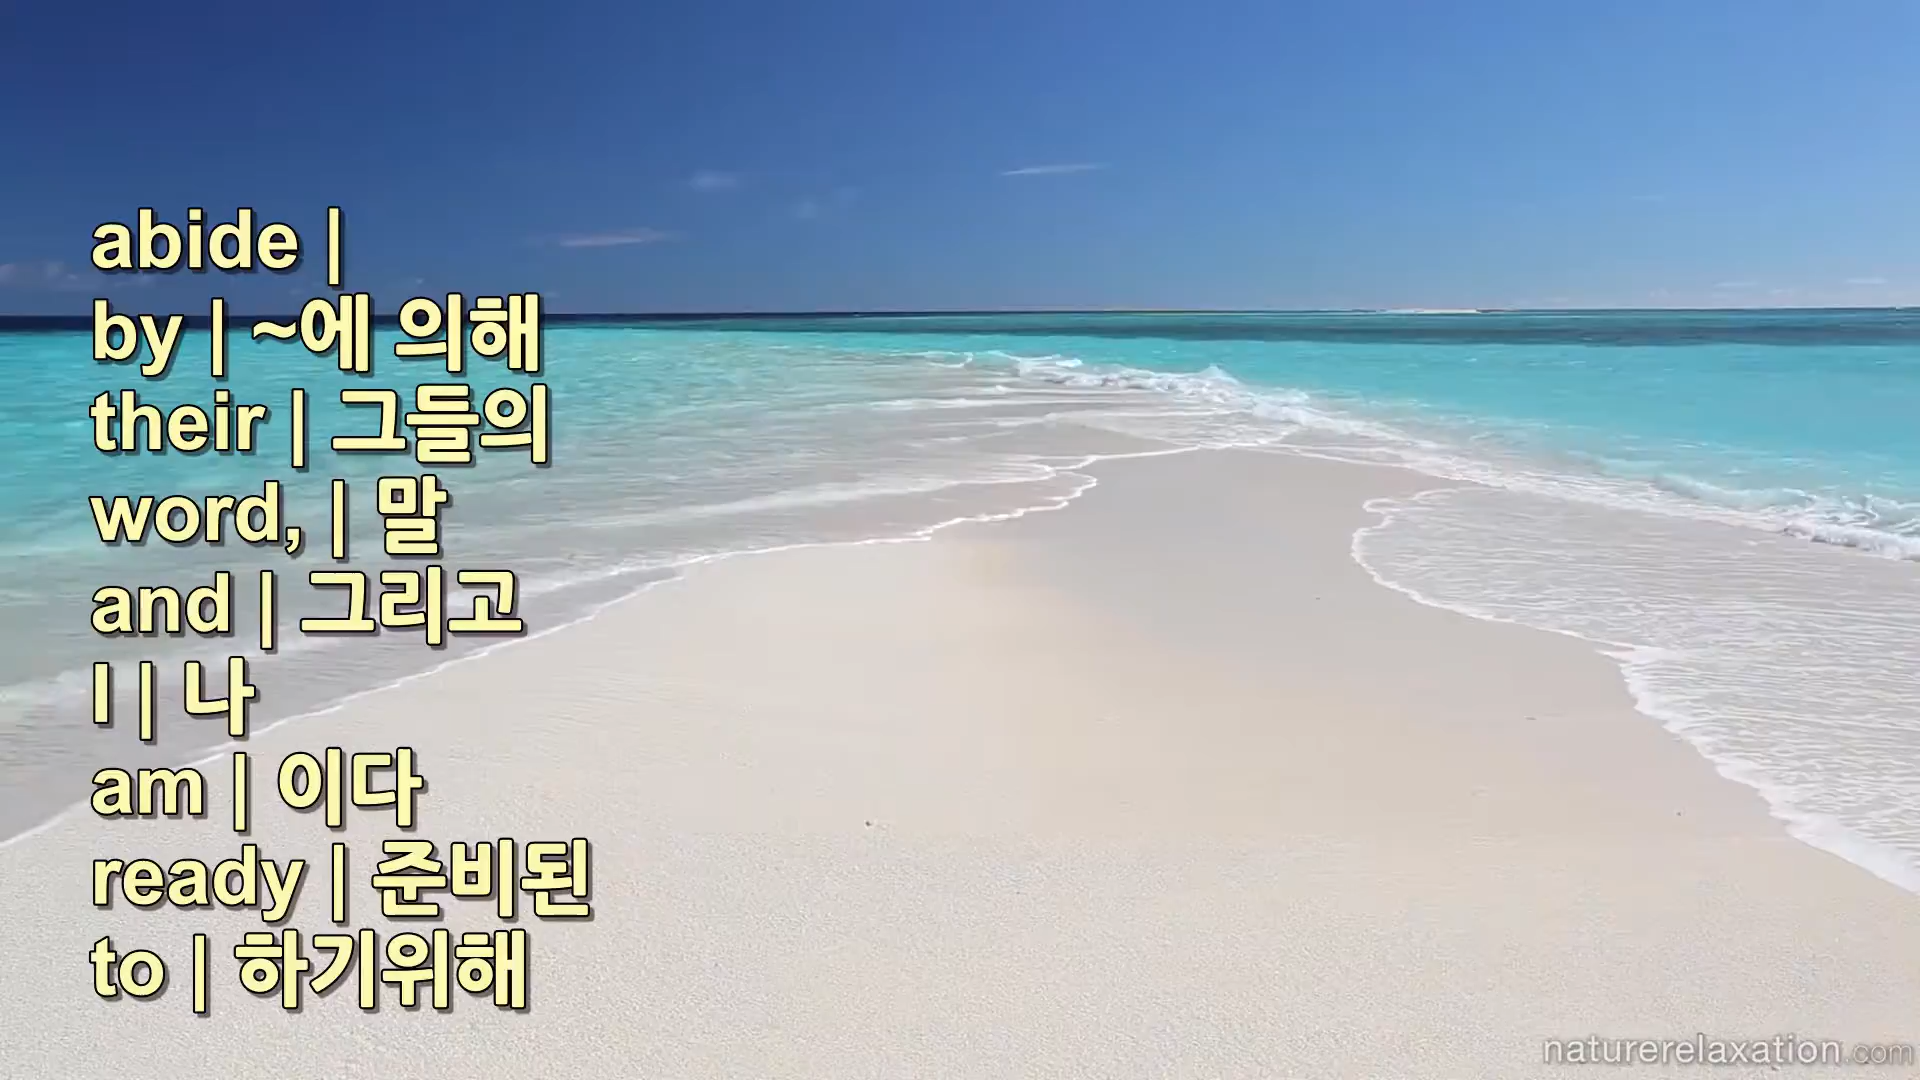 abide |
by | ~에 의해
their | 그들의
word, | 말
and | 그리고
I | 나
am | 이다
ready | 준비된
to | 하기위해
naturerelaxation.com